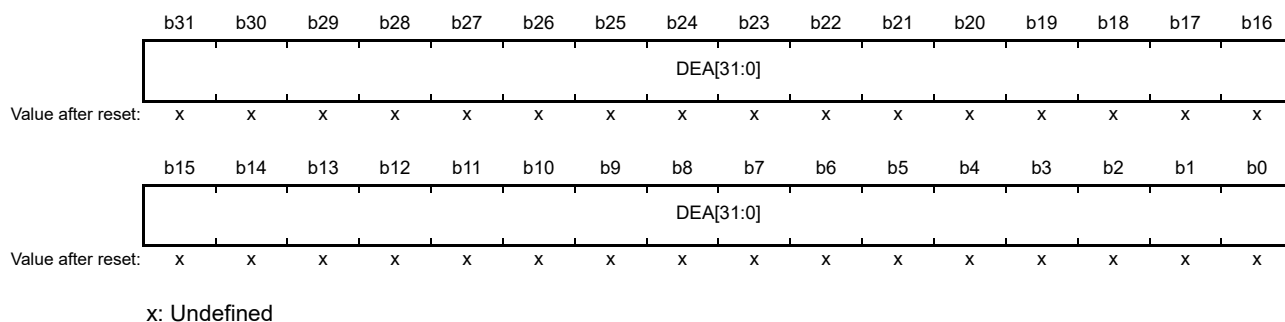 b31 b30 b29 b28 b27 b26 b25 b24 b23 b22 b21 b20 b19 b18 b17 b16
DEA[31:0]
Value after reset: x x x x x x x x x x x x x x x x
b15 b14 b13 b12 b11 b10 b9 b8 b7 b6 b5 b4 b3 b2 b1 b0
DEA[31:0]
Value after reset: x x x x x x x x x x x x x x x x
x: Undefined